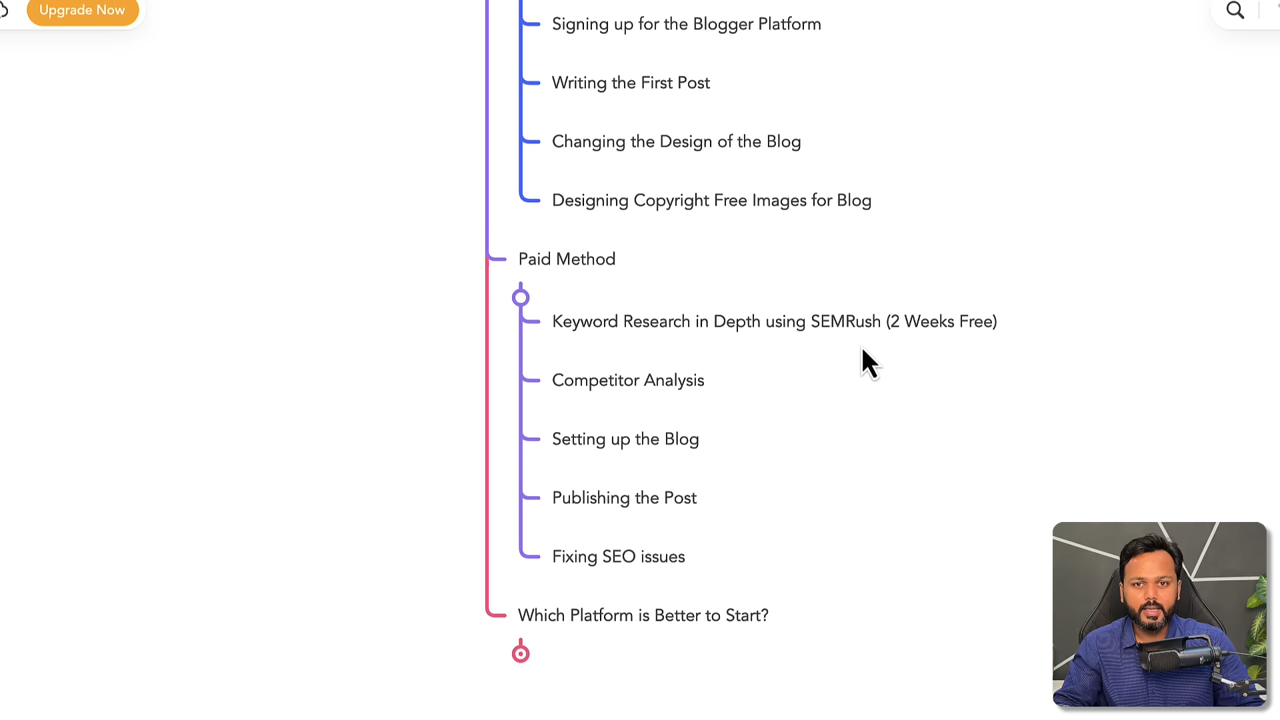 Upgrade Now
Signing up for the Blogger Platform
Writing the First Post
Changing the Design of the Blog
Designing Copyright Free Images for Blog
Paid Method
Keyword Research in Depth using SEMRush (2 Weeks Free)
Competitor Analysis
Setting up the Blog
Publishing the Post
Fixing SEO issues
Which Platform is Better to Start?